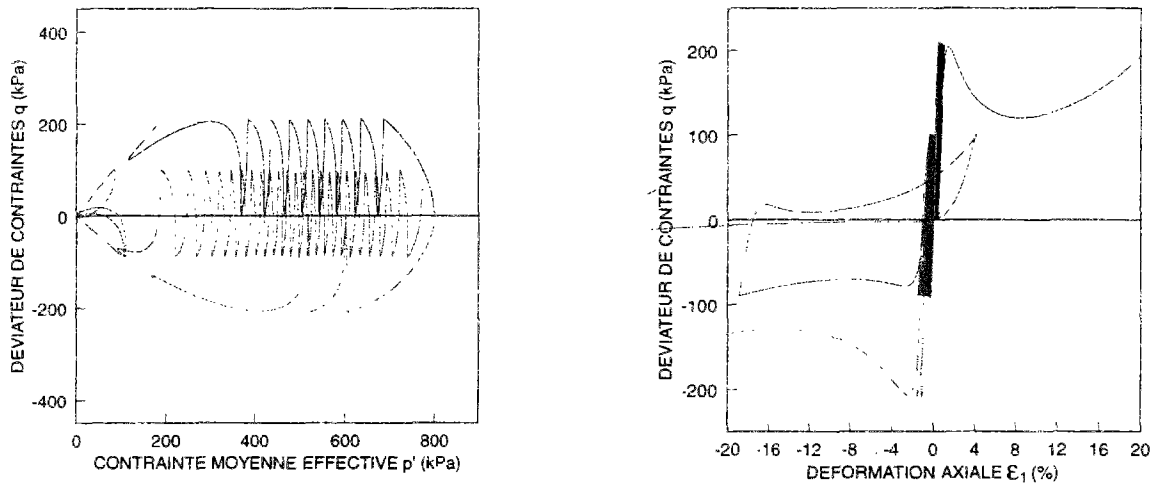 400
200
0
-200
-400
DEVIATEUR DE CONTRAINTES q (kPa)
0 200 400 600 800
CONTRAINTE MOYENNE EFFECTIVE p' (kPa)
200
100
0
-100
-200
DEVIATEUR DE CONTRAINTES q (kPa)
-20 -16 -12 -8 -4 0 4 8 12 16 20
DEFORMATION AXIALE ε₁ (%)